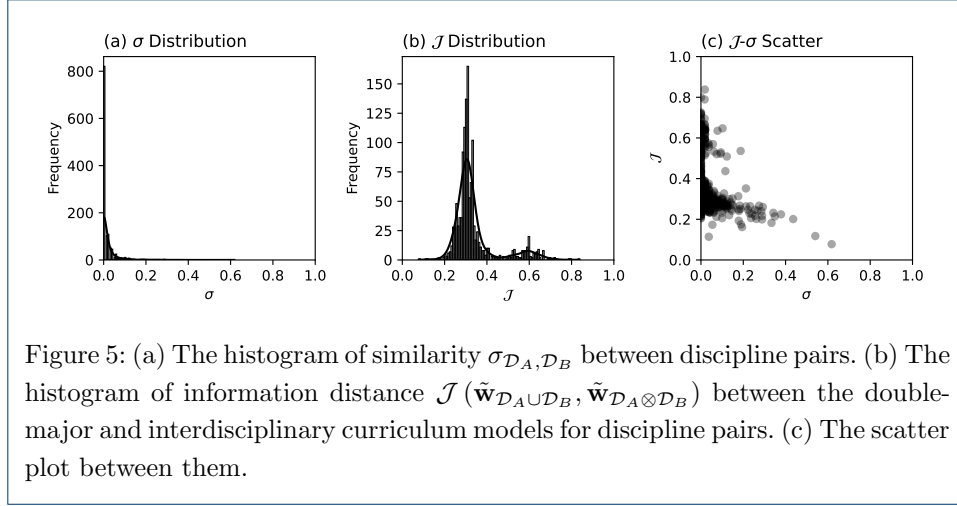 (a) σ Distribution
800
600
400
200
0
Frequency
0.0 0.2 0.4 0.6 0.8 1.0
σ
(b) 𝒥 Distribution
150
125
100
75
50
25
0
Frequency
0.0 0.2 0.4 0.6 0.8 1.0
𝒥
(c) 𝒥-σ Scatter
1.0
0.8
0.6
0.4
0.2
0.0
𝒥
0.0 0.2 0.4 0.6 0.8 1.0
σ
Figure 5: (a) The histogram of similarity σ_{𝒟_A,𝒟_B} between discipline pairs. (b) The
histogram of information distance 𝒥 (w̃_{𝒟_A∪𝒟_B}, w̃_{𝒟_A⊗𝒟_B}) between the double-
major and interdisciplinary curriculum models for discipline pairs. (c) The scatter
plot between them.